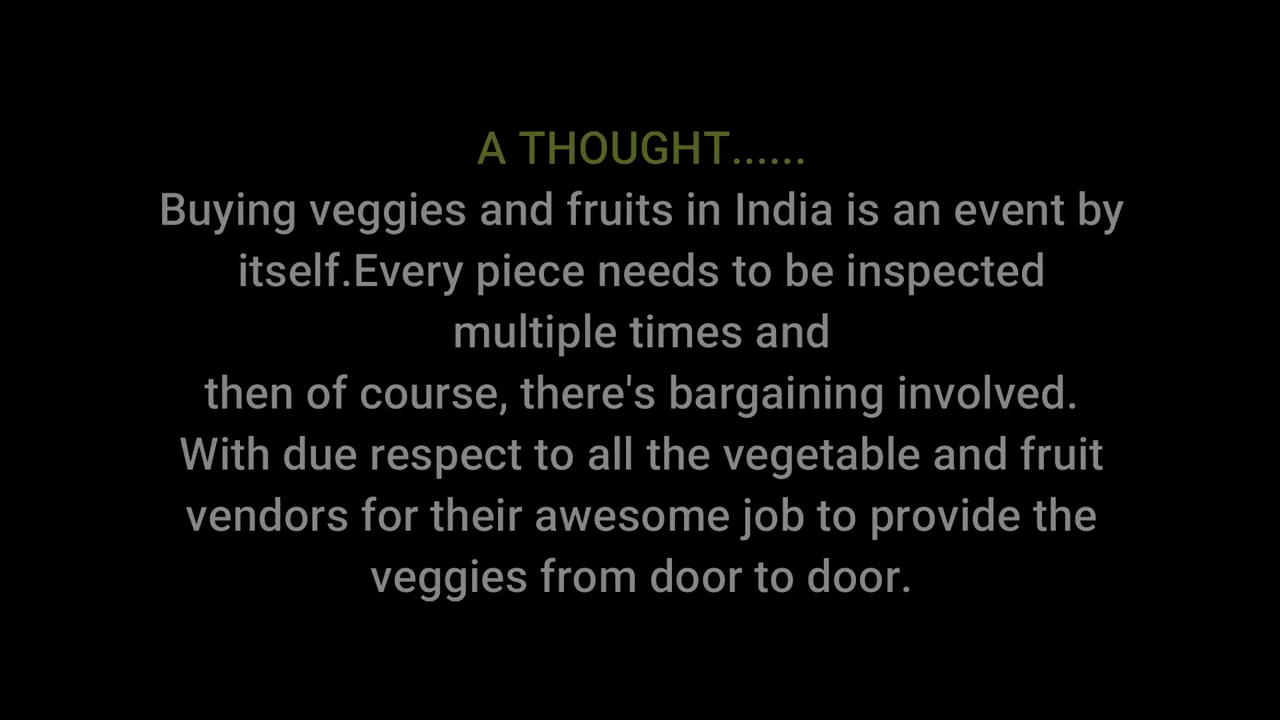 A THOUGHT......
Buying veggies and fruits in India is an event by
itself.Every piece needs to be inspected
multiple times and
then of course, there's bargaining involved.
With due respect to all the vegetable and fruit
vendors for their awesome job to provide the
veggies from door to door.